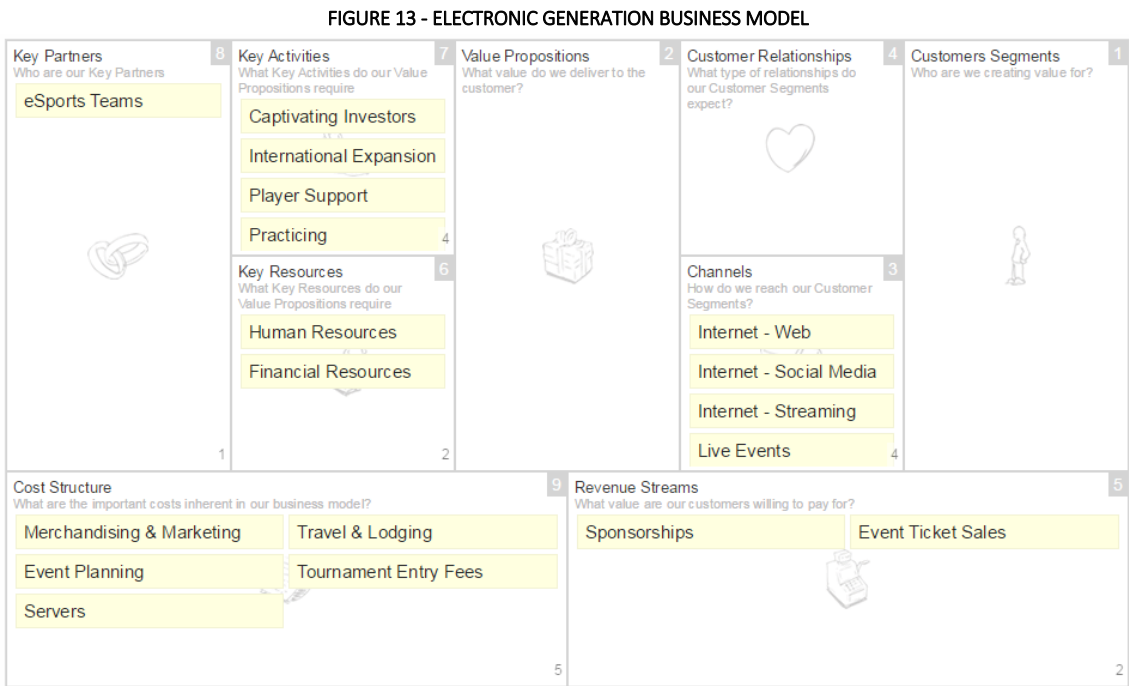 FIGURE 13 - ELECTRONIC GENERATION BUSINESS MODEL
Key Partners 8
Who are our Key Partners
eSports Teams
1
Key Activities 7
What Key Activities do our Value
Propositions require
Captivating Investors
International Expansion
Player Support
Practicing
4
Key Resources 6
What Key Resources do our
Value Propositions require
Human Resources
Financial Resources
2
Value Propositions 2
What value do we deliver to the
customer?
Customer Relationships 4
What type of relationships do
our Customer Segments
expect?
Channels 3
How do we reach our Customer
Segments?
Internet - Web
Internet - Social Media
Internet - Streaming
Live Events
4
Customers Segments 1
Who are we creating value for?
Cost Structure 9
What are the important costs inherent in our business model?
Merchandising & Marketing
Travel & Lodging
Event Planning
Tournament Entry Fees
Servers
5
Revenue Streams 5
What value are our customers willing to pay for?
Sponsorships
Event Ticket Sales
2